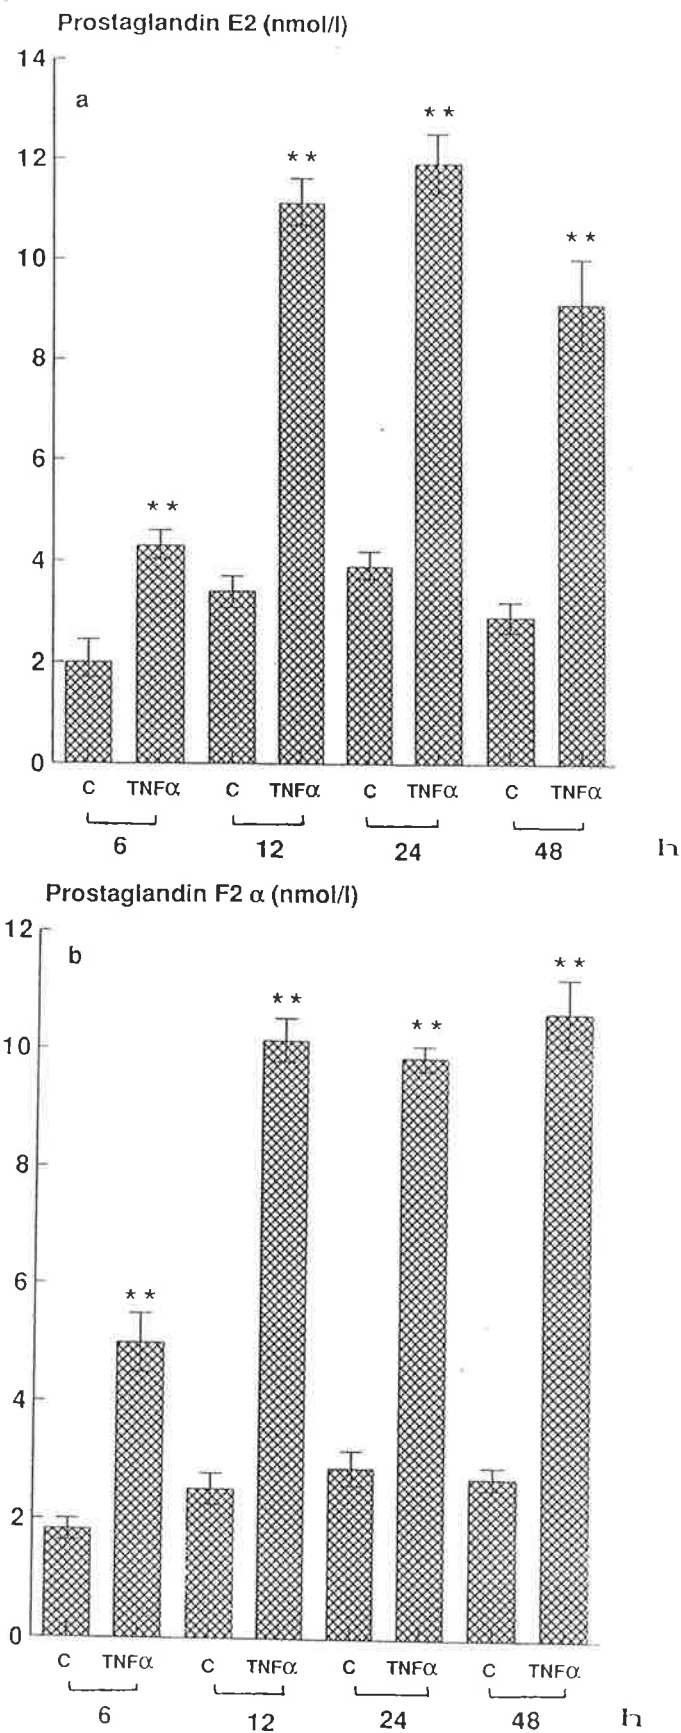 Prostaglandin E2 (nmol/l)
14
a
* *
12
* *
10
* *
8
6
* *
4
2
0
C TNFα C TNFα C TNFα C TNFα
6 12 24 48 h
Prostaglandin F2 α (nmol/l)
12
b
* *
* *
* *
10
8
6
* *
4
2
0
C TNFα C TNFα C TNFα C TNFα
6 12 24 48 h